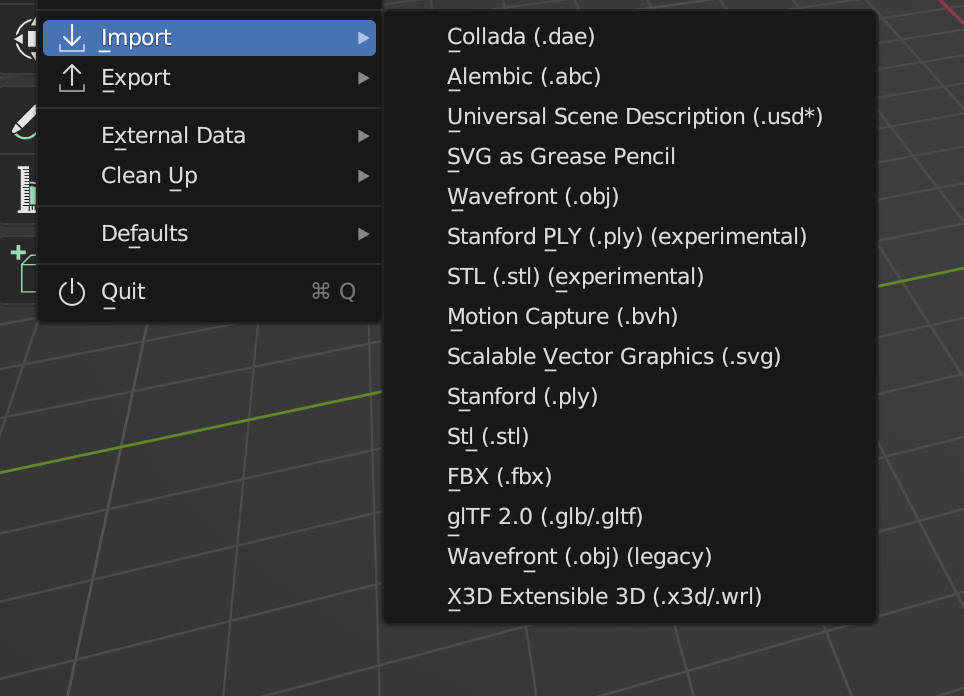 Import
Export
External Data
Clean Up
Defaults
Quit ⌘ Q
Collada (.dae)
Alembic (.abc)
Universal Scene Description (.usd*)
SVG as Grease Pencil
Wavefront (.obj)
Stanford PLY (.ply) (experimental)
STL (.stl) (experimental)
Motion Capture (.bvh)
Scalable Vector Graphics (.svg)
Stanford (.ply)
Stl (.stl)
FBX (.fbx)
glTF 2.0 (.glb/.gltf)
Wavefront (.obj) (legacy)
X3D Extensible 3D (.x3d/.wrl)